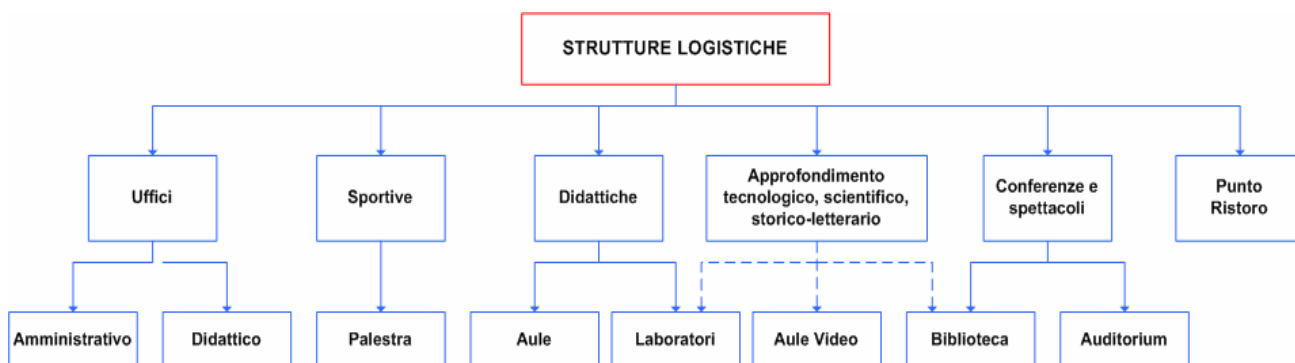 STRUTTURE LOGISTICHE
Uffici
Sportive
Didattiche
Approfondimento
tecnologico, scientifico,
storico-letterario
Conferenze e
spettacoli
Punto
Ristoro
Amministrativo
Didattico
Palestra
Aule
Laboratori
Aule Video
Biblioteca
Auditorium